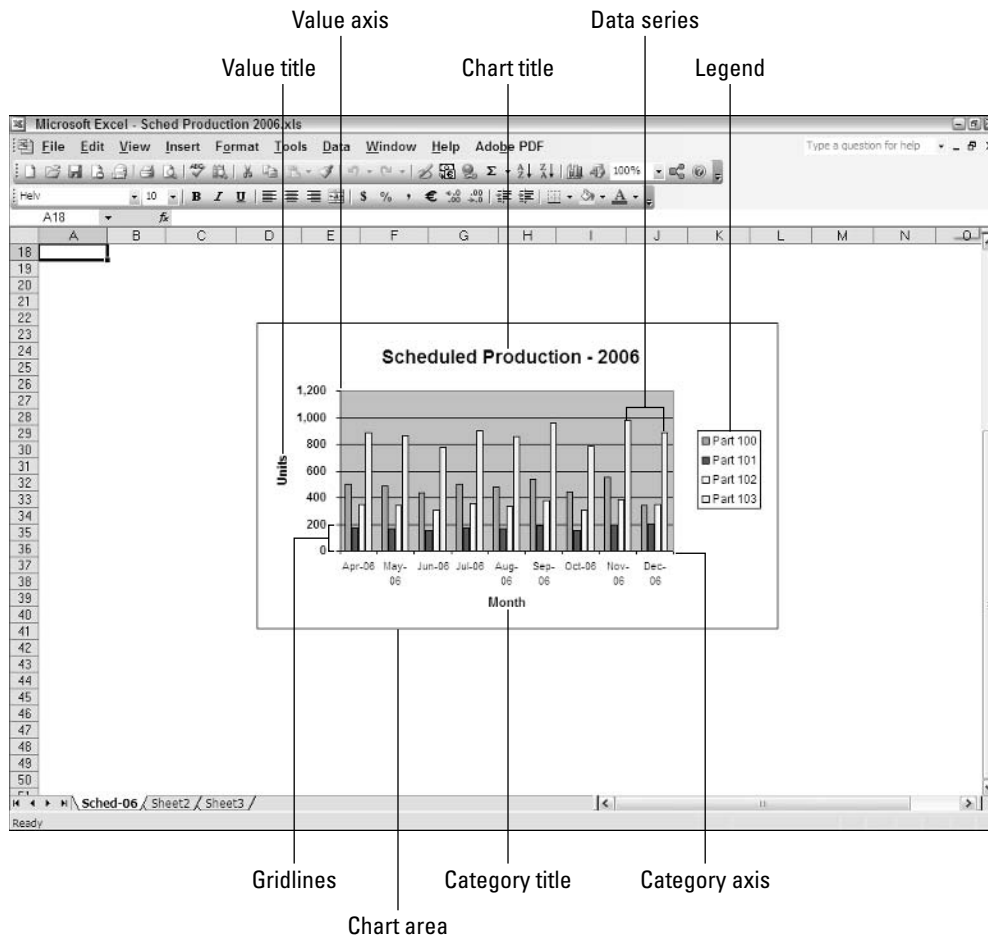 Value axis Data series
Value title Chart title Legend
Microsoft Excel - Sched Production 2006.xls
File Edit View Insert Format Tools Data Window Help Adobe PDF Type a question for help
100%
Helv 10 B I U $ % , €
A18 fx
A B C D E F G H I J K L M N O
18
19
20
21
22
23
24
25
26
27
28
29
30
31
32
33
34
35
36
37
38
39
40
41
42
43
44
45
46
47
48
49
50
Scheduled Production - 2006
1,200
1,000
800
600
400
200
0
Units
Apr-06 May-06 Jun-06 Jul-06 Aug-06 Sep-06 Oct-06 Nov-06 Dec-06
Month
Part 100
Part 101
Part 102
Part 103
Sched-06 Sheet2 Sheet3
Ready
Gridlines Category title Category axis
Chart area